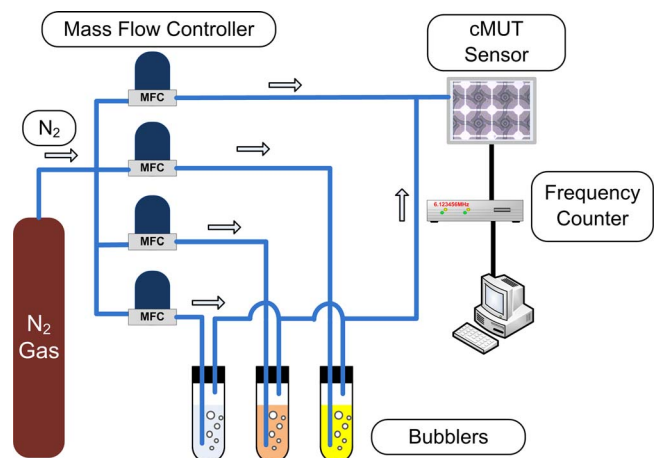 Mass Flow Controller
cMUT
Sensor
MFC
N₂
MFC
6.123456MHz
Frequency
Counter
MFC
MFC
N₂
Gas
Bubblers